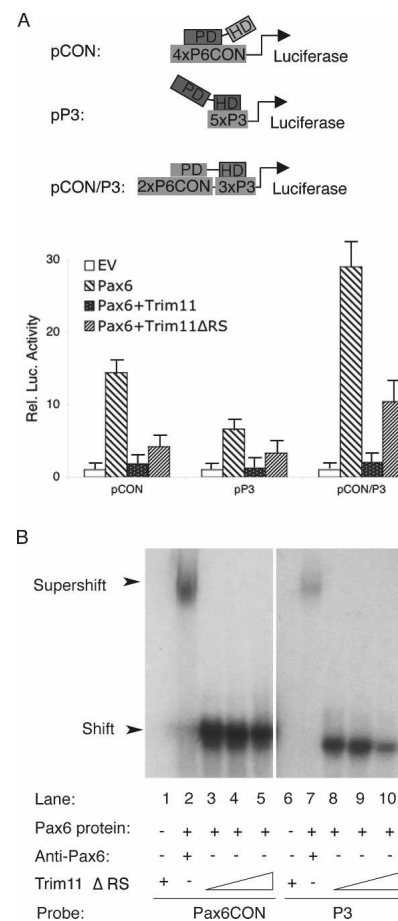 A
PD HD
pCON: 4xP6CON Luciferase
PD HD
pP3: 5xP3 Luciferase
PD HD
pCON/P3: 2xP6CON 3xP3 Luciferase
30
20
10
0
Rel. Luc. Activity
EV
Pax6
Pax6+Trim11
Pax6+Trim11ΔRS
pCON pP3 pCON/P3
B
Supershift
Shift
Lane: 1 2 3 4 5 6 7 8 9 10
Pax6 protein: - + + + + - + + + +
Anti-Pax6: - + - - - - + - - -
Trim11 Δ RS + - + -
Probe: Pax6CON P3